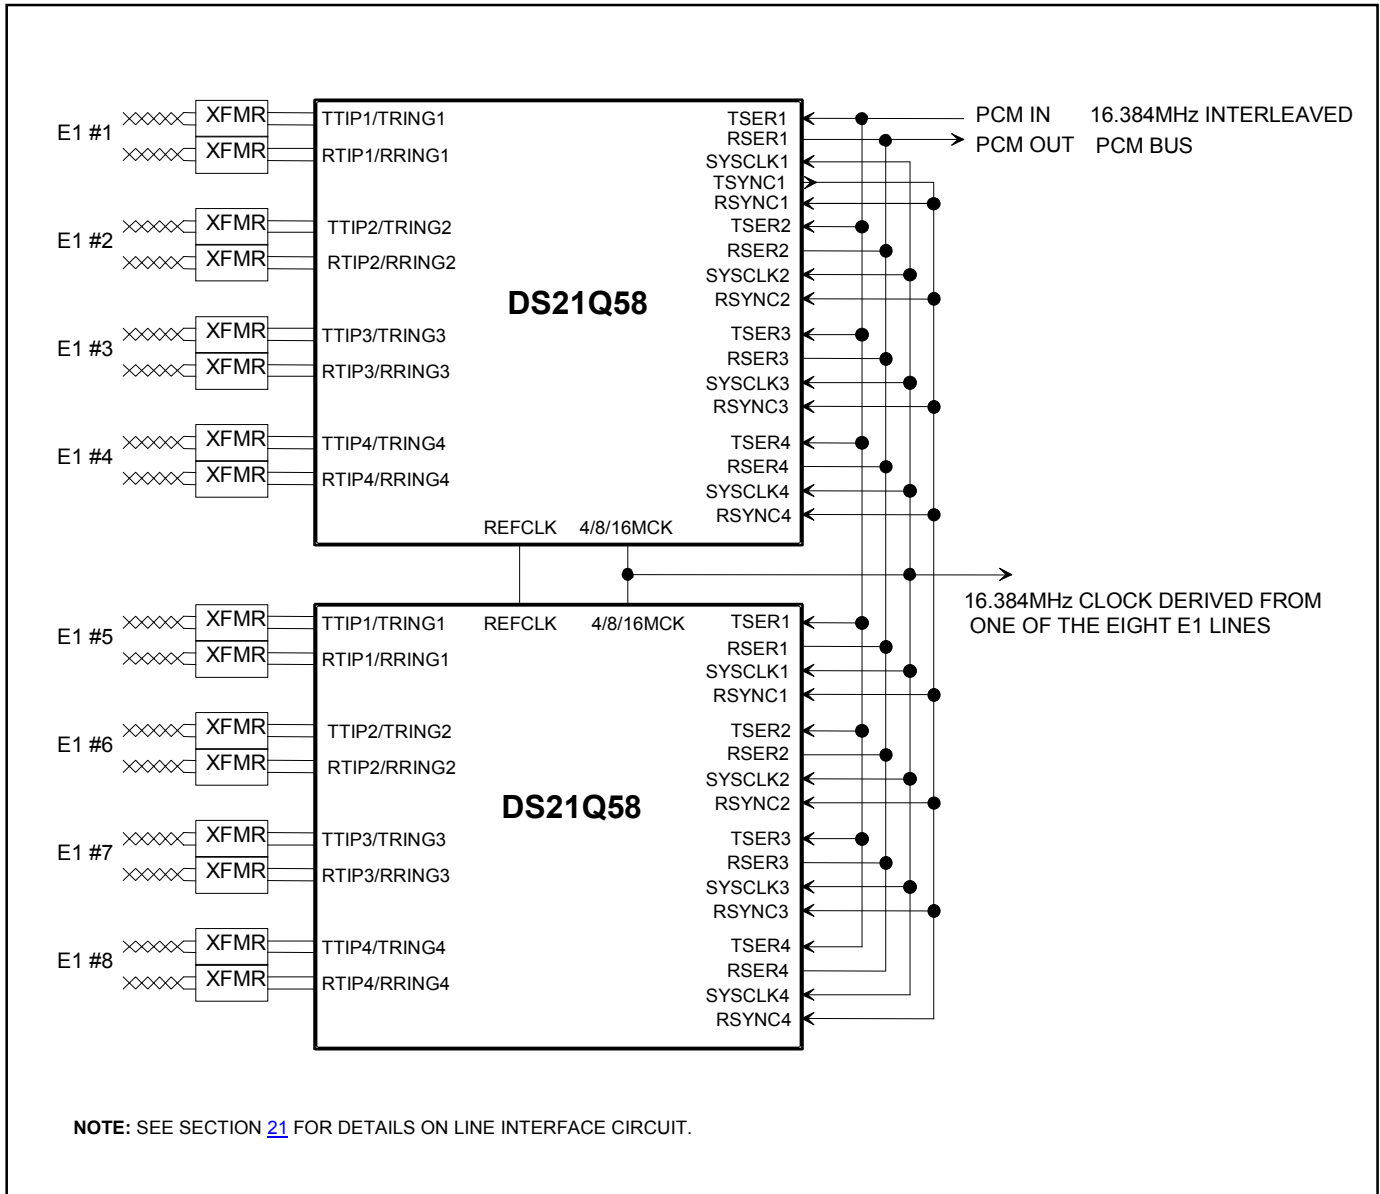 E1 #1
XFMR
XFMR
TTIP1/TRING1
RTIP1/RRING1
E1 #2
XFMR
XFMR
TTIP2/TRING2
RTIP2/RRING2
E1 #3
XFMR
XFMR
TTIP3/TRING3
RTIP3/RRING3
E1 #4
XFMR
XFMR
TTIP4/TRING4
RTIP4/RRING4
DS21Q58
TSER1
RSER1
SYSCLK1
TSYNC1
RSYNC1
TSER2
RSER2
SYSCLK2
RSYNC2
TSER3
RSER3
SYSCLK3
RSYNC3
TSER4
RSER4
SYSCLK4
RSYNC4
REFCLK 4/8/16MCK
PCM IN 16.384MHz INTERLEAVED
PCM OUT PCM BUS
16.384MHz CLOCK DERIVED FROM
ONE OF THE EIGHT E1 LINES
E1 #5
XFMR
XFMR
TTIP1/TRING1
RTIP1/RRING1
E1 #6
XFMR
XFMR
TTIP2/TRING2
RTIP2/RRING2
E1 #7
XFMR
XFMR
TTIP3/TRING3
RTIP3/RRING3
E1 #8
XFMR
XFMR
TTIP4/TRING4
RTIP4/RRING4
REFCLK 4/8/16MCK
DS21Q58
TSER1
RSER1
SYSCLK1
RSYNC1
TSER2
RSER2
SYSCLK2
RSYNC2
TSER3
RSER3
SYSCLK3
RSYNC3
TSER4
RSER4
SYSCLK4
RSYNC4
NOTE: SEE SECTION 21 FOR DETAILS ON LINE INTERFACE CIRCUIT.